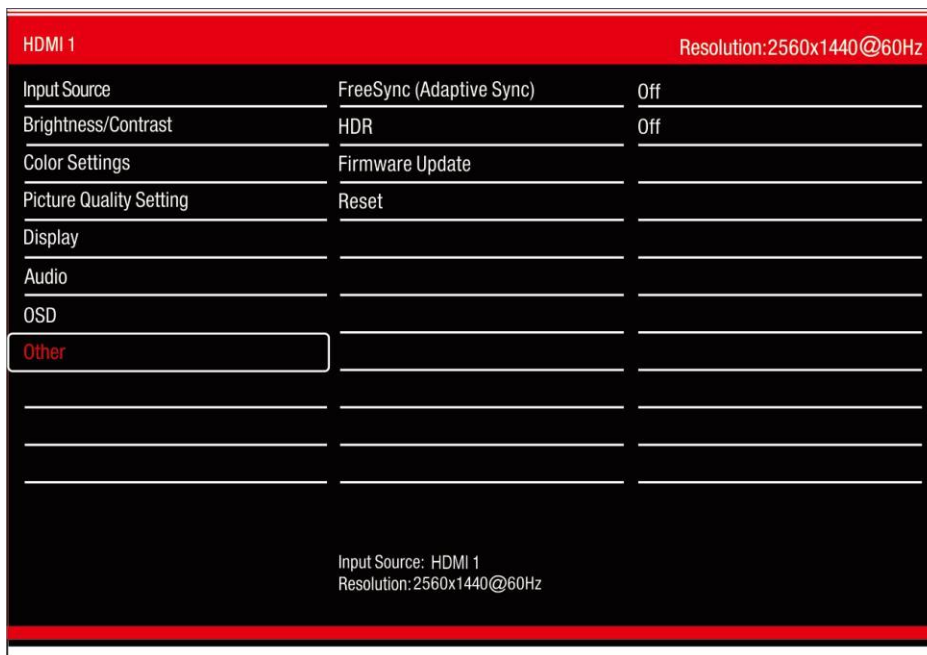 HDMI 1
Resolution:2560x1440@60Hz
Input Source FreeSync (Adaptive Sync) Off
Brightness/Contrast HDR Off
Color Settings Firmware Update
Picture Quality Setting Reset
Display
Audio
OSD
Other
Input Source: HDMI 1
Resolution:2560x1440@60Hz